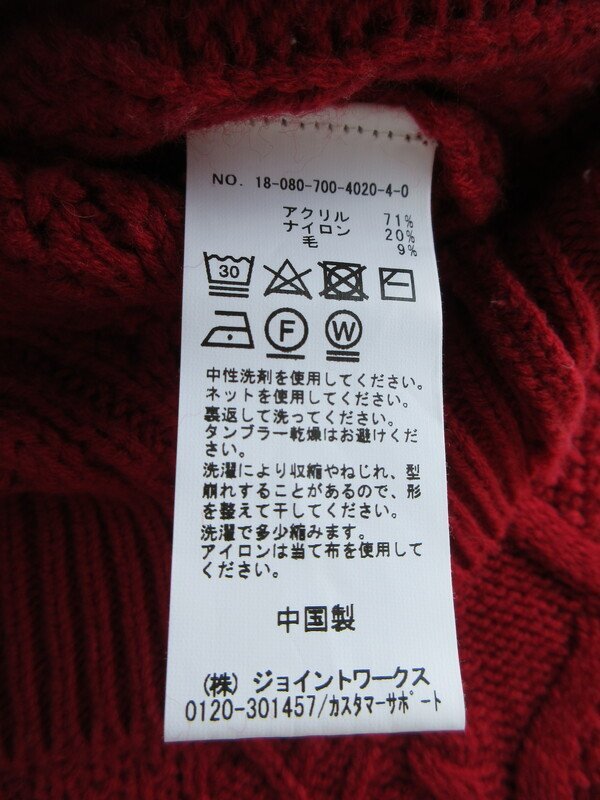 NO. 18-080-700-4020-4-0
アクリル 71%
ナイロン 20%
毛 9%
30
F W
中性洗剤を使用してください。
ネットを使用してください。
裏返して洗ってください。
タンブラー乾燥はお避けくだ
さい。
洗濯により収縮やねじれ、型
崩れすることがあるので、形
を整えて干してください。
洗濯で多少縮みます。
アイロンは当て布を使用して
ください。
中国製
(株) ジョイントワークス
0120-301457/カスタマーサポート